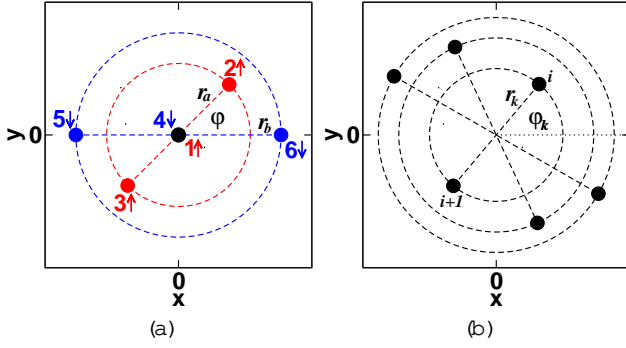 2↑
r_a
5↓
4↓
φ
r_b
y 0
1↑
6↓
3↑
0
x
(a)
i
r_k
φ_k
y 0
i+1
0
x
(b)